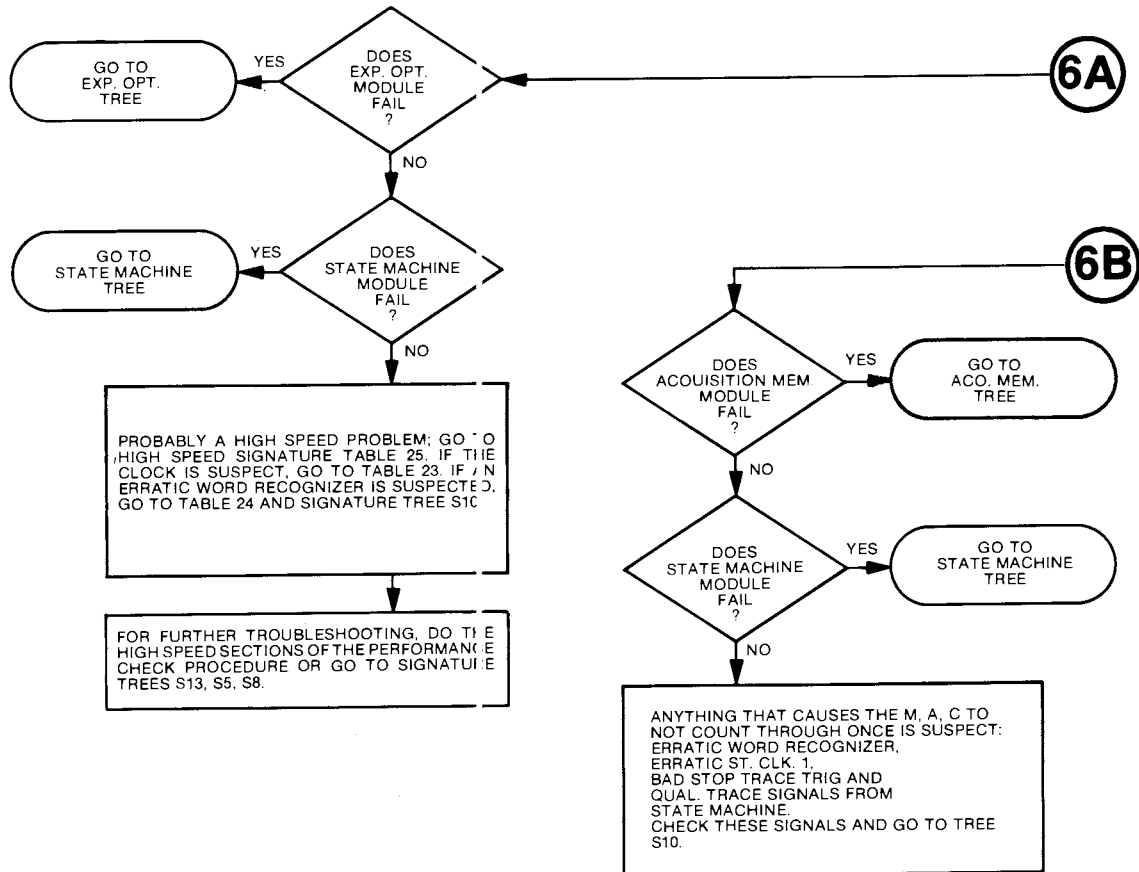 6A
DOES
EXP. OPT.
MODULE
FAIL
?
YES
GO TO
EXP. OPT.
TREE
NO
DOES
STATE MACHINE
MODULE
FAIL
?
YES
GO TO
STATE MACHINE
TREE
NO
PROBABLY A HIGH SPEED PROBLEM; GO TO
HIGH SPEED SIGNATURE TABLE 25. IF THE
CLOCK IS SUSPECT, GO TO TABLE 23. IF AN
ERRATIC WORD RECOGNIZER IS SUSPECTED,
GO TO TABLE 24 AND SIGNATURE TREE S10
FOR FURTHER TROUBLESHOOTING, DO THE
HIGH SPEED SECTIONS OF THE PERFORMANCE
CHECK PROCEDURE OR GO TO SIGNATURE
TREES S13, S5, S8.
6B
DOES
ACQUISITION MEM.
MODULE
FAIL
?
YES
GO TO
ACQ. MEM.
TREE
NO
DOES
STATE MACHINE
MODULE
FAIL
?
YES
GO TO
STATE MACHINE
TREE
NO
ANYTHING THAT CAUSES THE M, A, C TO
NOT COUNT THROUGH ONCE IS SUSPECT:
ERRATIC WORD RECOGNIZER,
ERRATIC ST. CLK. 1,
BAD STOP TRACE TRIG AND
QUAL. TRACE SIGNALS FROM
STATE MACHINE.
CHECK THESE SIGNALS AND GO TO TREE
S10.